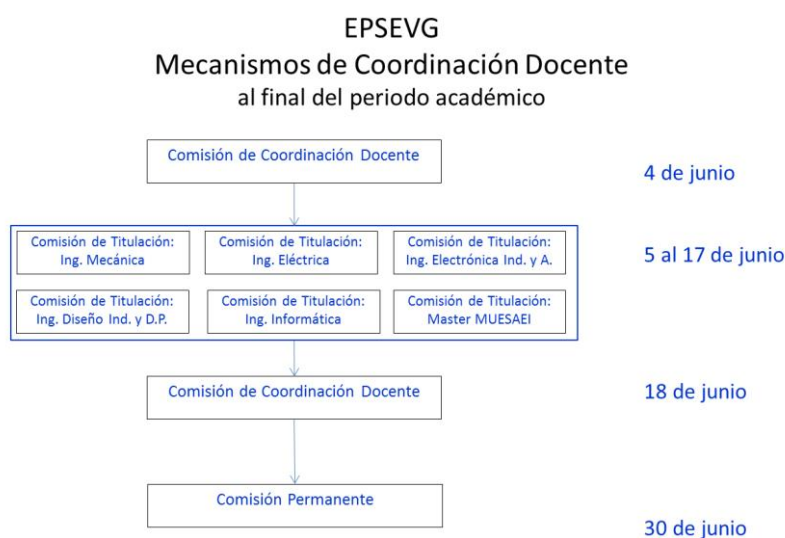 EPSEVG
Mecanismos de Coordinación Docente
al final del periodo académico
Comisión de Coordinación Docente
4 de junio
Comisión de Titulación:
Ing. Mecánica
Comisión de Titulación:
Ing. Eléctrica
Comisión de Titulación:
Ing. Electrónica Ind. y A.
5 al 17 de junio
Comisión de Titulación:
Ing. Diseño Ind. y D.P.
Comisión de Titulación:
Ing. Informática
Comisión de Titulación:
Master MUESAEI
Comisión de Coordinación Docente
18 de junio
Comisión Permanente
30 de junio